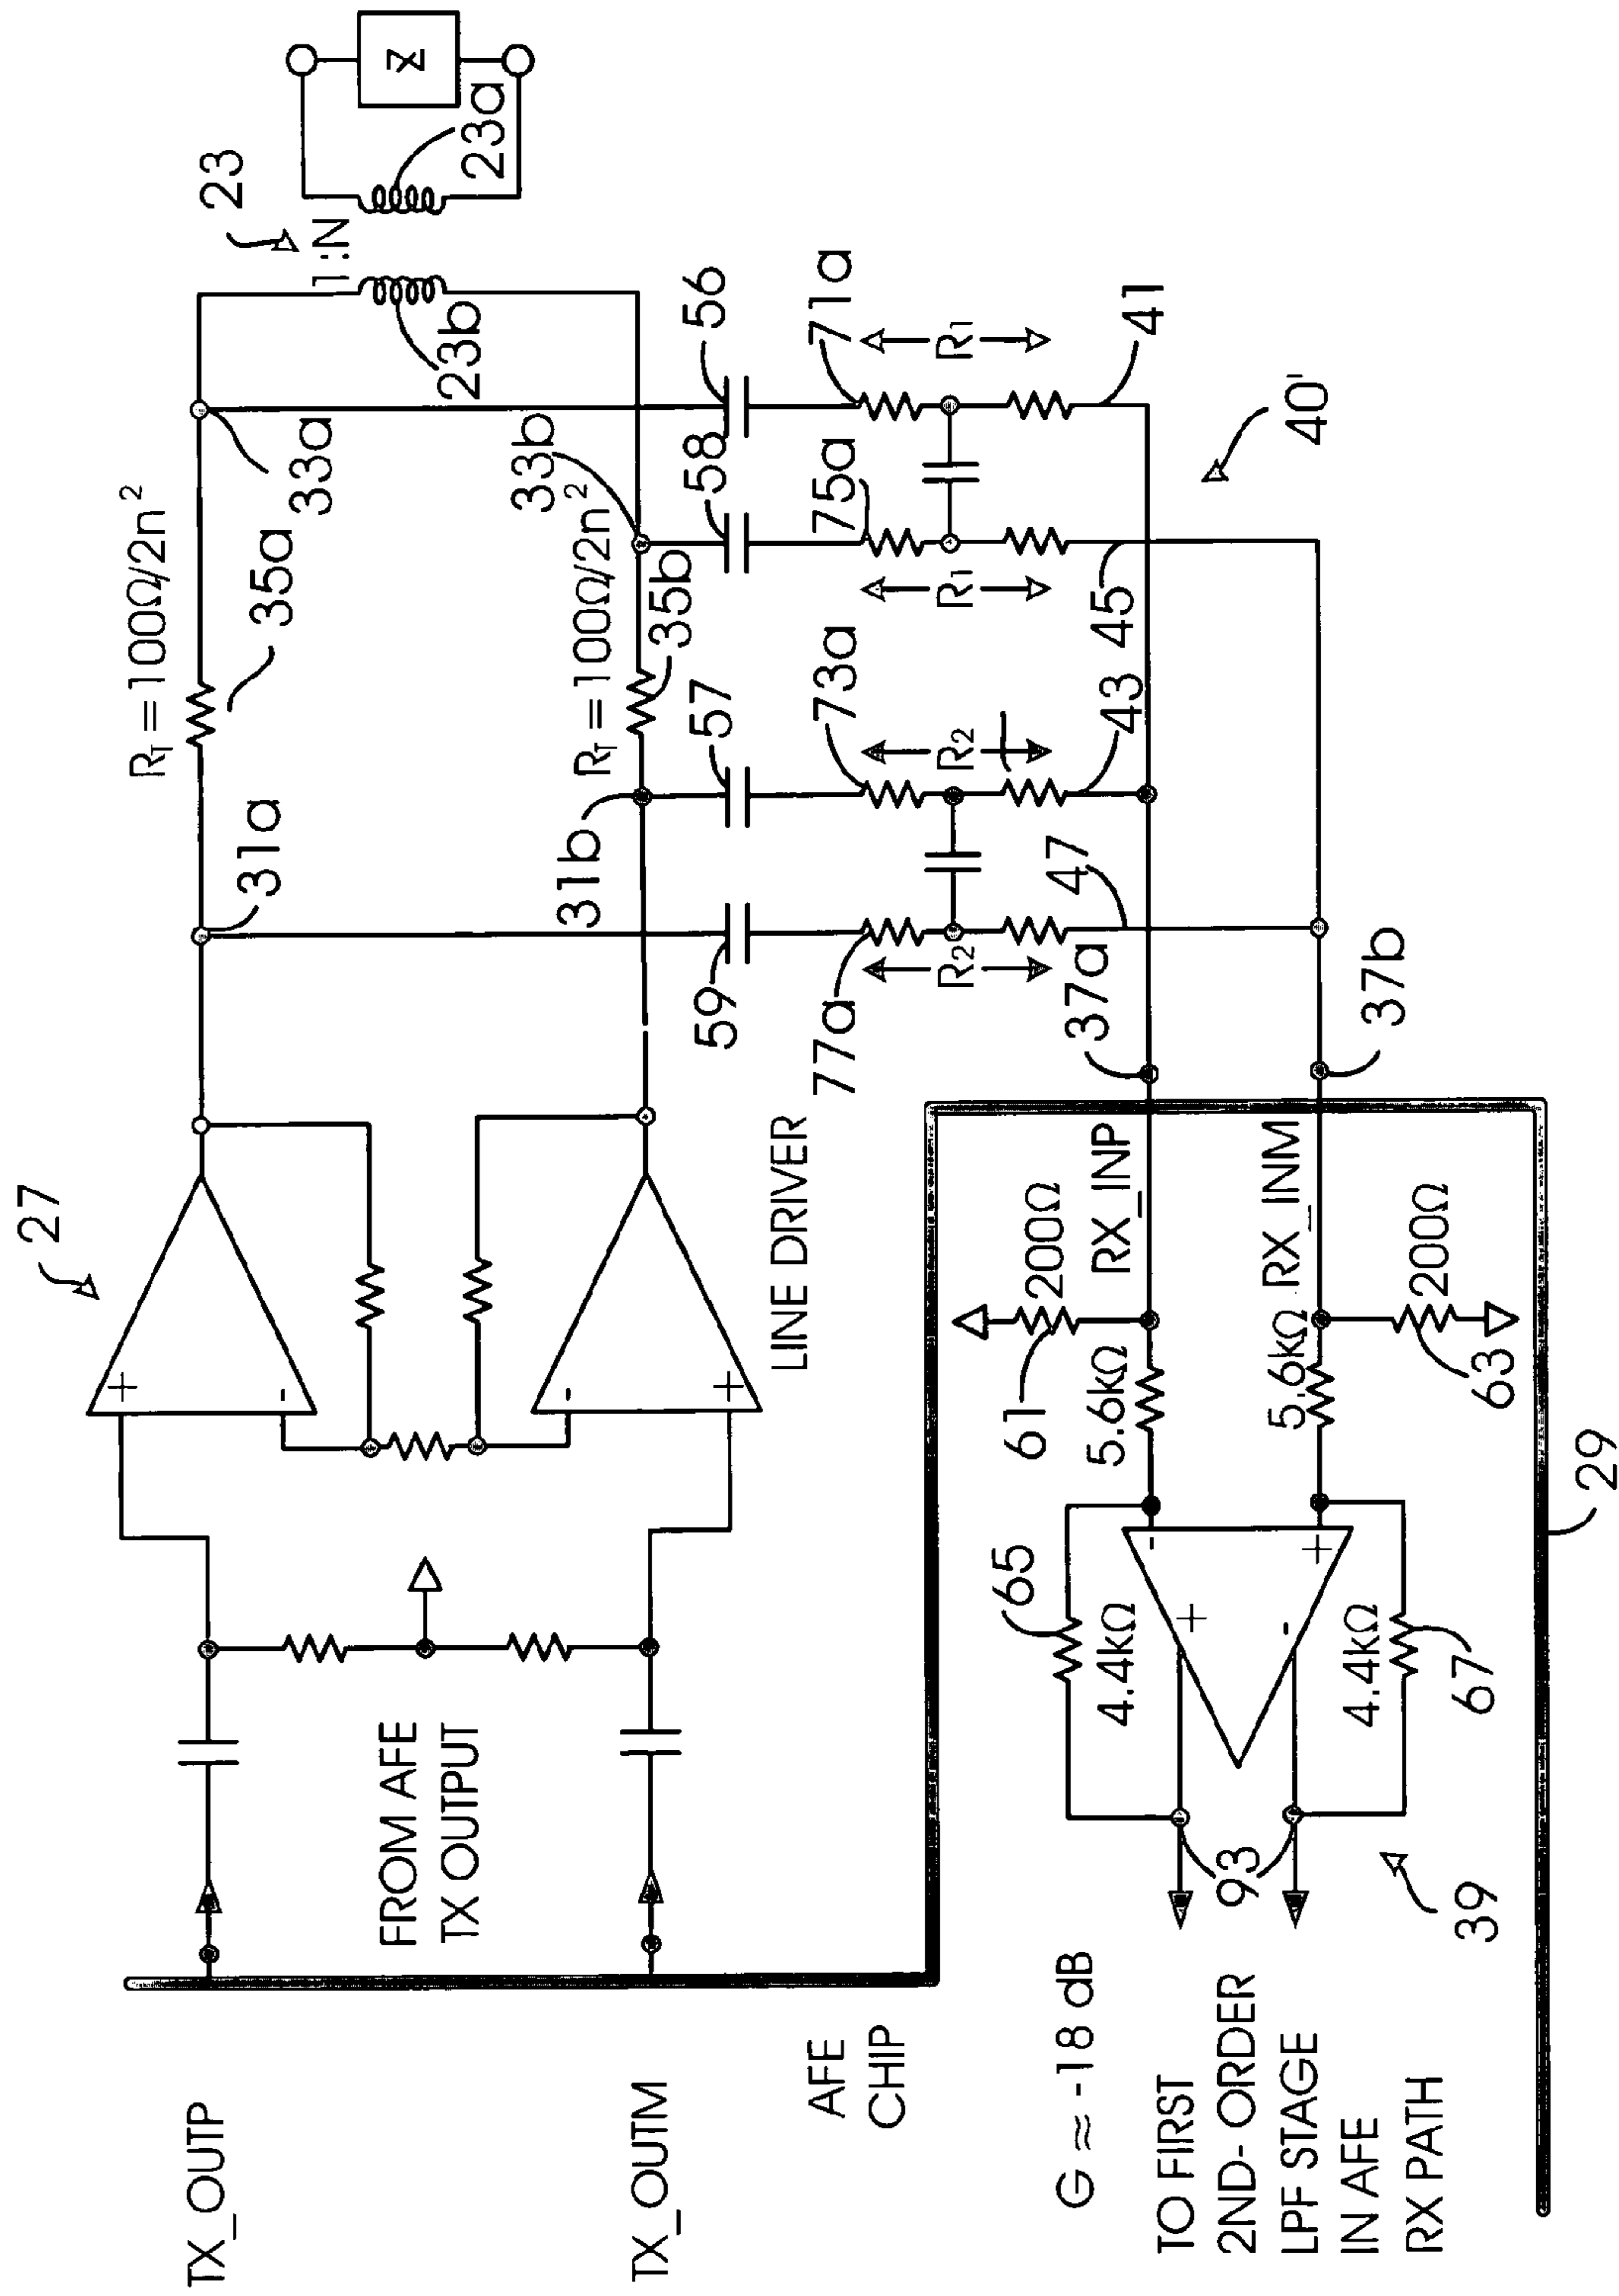 27
R_T = 100Ω/2n²
35a
31a
33a
23
1:N
23b
23a
Z
R_T = 100Ω/2n²
35b
31b
33b
LINE DRIVER
+
-
-
+
FROM AFE
TX OUTPUT
TX_OUTP
TX_OUTM
AFE
CHIP
59
57
58
56
77a
73a
75a
71a
R2
R2
R1
R1
47
43
45
41
40'
37a
37b
RX_INP
RX_INM
200Ω
200Ω
61
63
5.6kΩ
5.6kΩ
65
4.4kΩ
4.4kΩ
67
-
+
+
-
93
39
29
G ≈ -18 dB
TO FIRST
2ND- ORDER
LPF STAGE
IN AFE
RX PATH